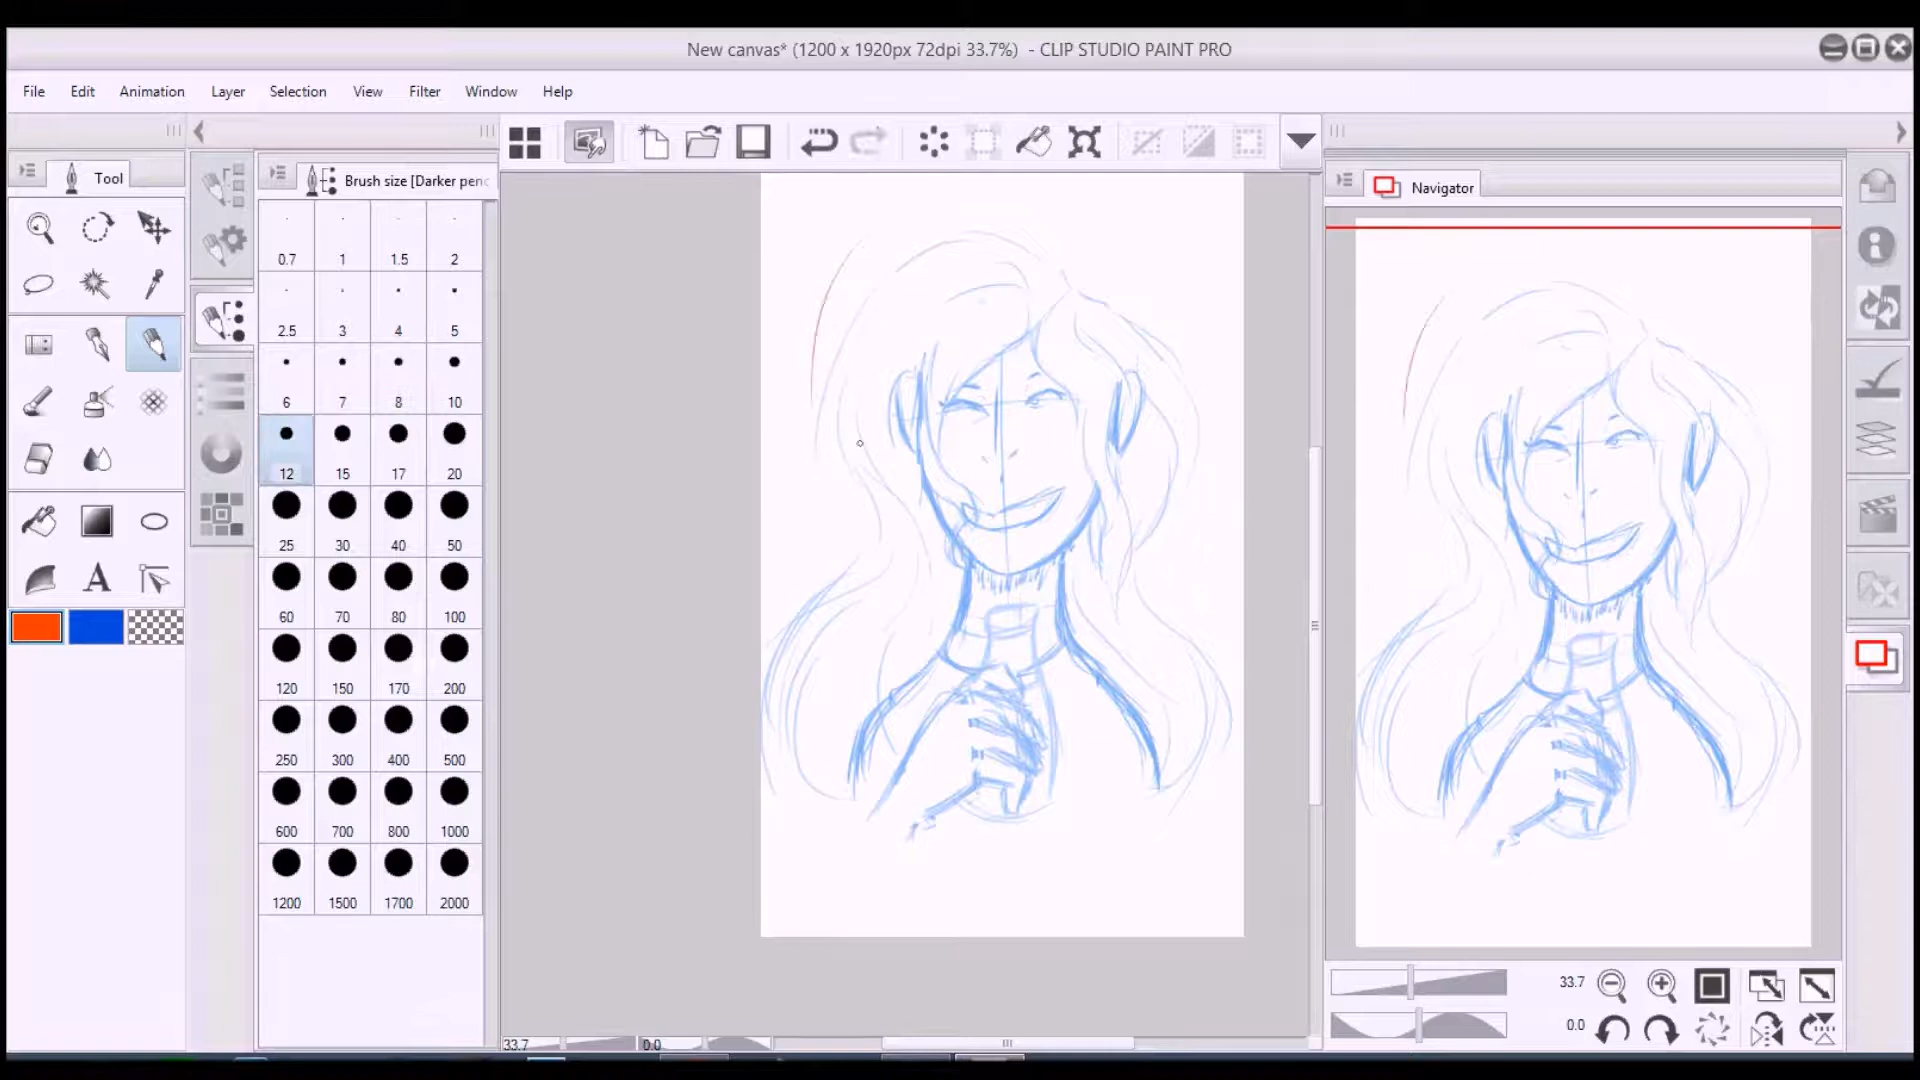 New canvas* (1200 x 1920px 72dpi 33.7%)  - CLIP STUDIO PAINT PRO
File Edit Animation Layer Selection View Filter Window Help
Tool
Brush size [Darker penc
Navigator
0.7 1 1.5 2
2.5 3 4 5
6 7 8 10
12 15 17 20
25 30 40 50
60 70 80 100
120 150 170 200
250 300 400 500
600 700 800 1000
1200 1500 1700 2000
A
33.7
0.0
33.7 0.0